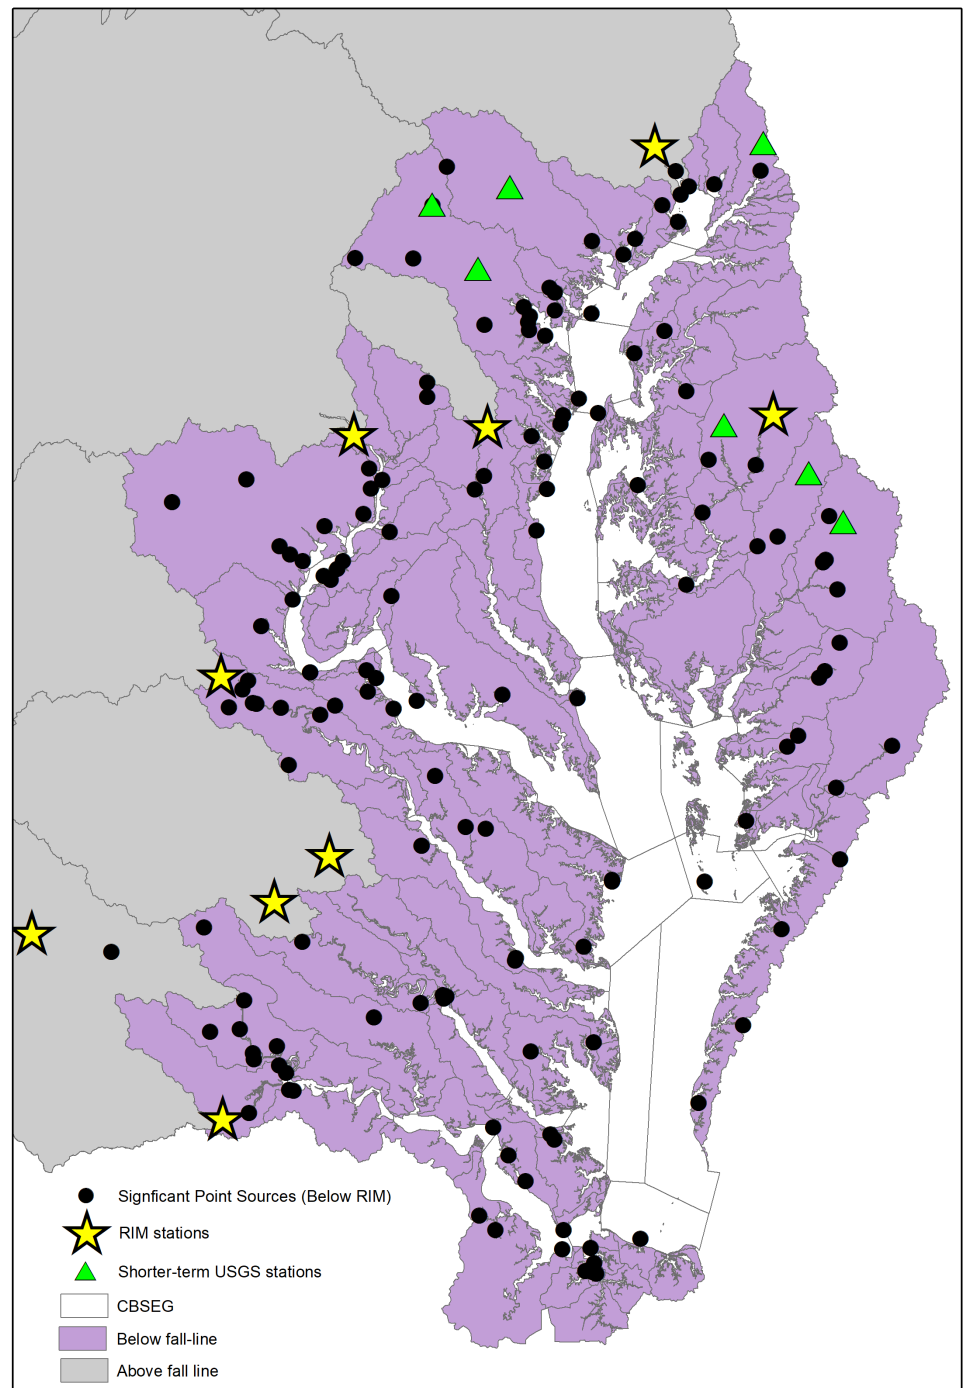 Signficant Point Sources (Below RIM)
RIM stations
Shorter-term USGS stations
CBSEG
Below fall-line
Above fall line